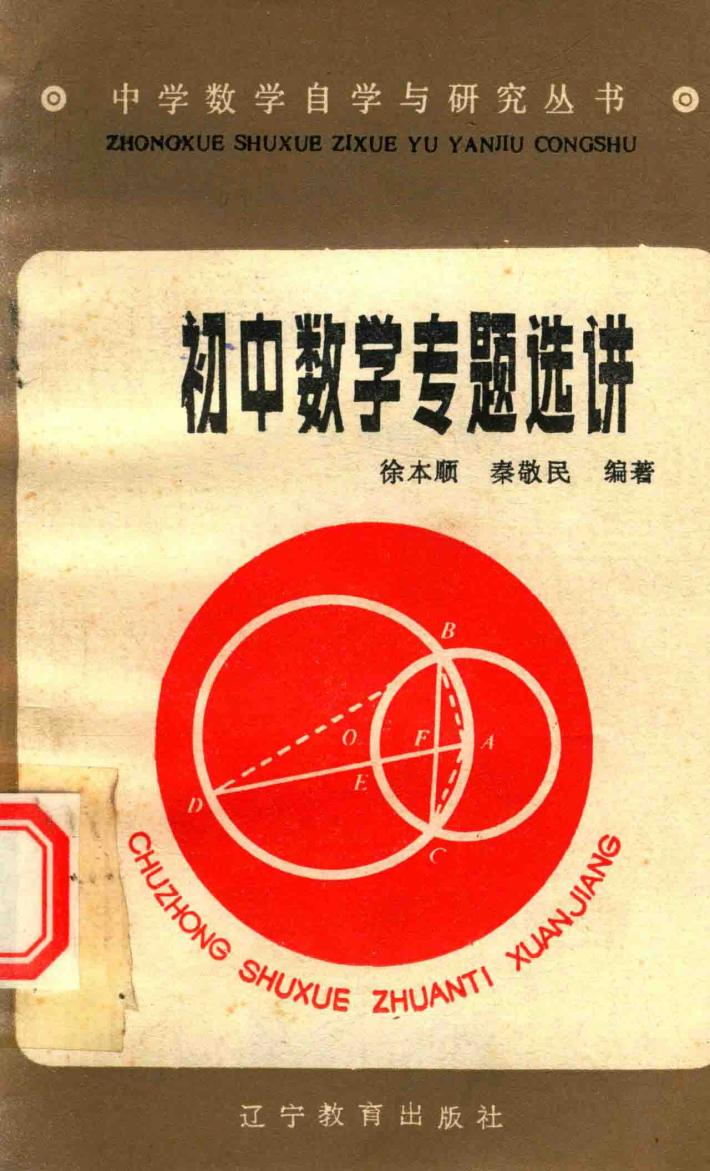 中学数学自学与研究丛书
ZHONGXUE SHUXUE ZIXUE YU YANJIU CONGSHU
初中数学专题选讲
徐本顺 秦敬民 编著
B
O F A
E
D
C
CHUZHONG SHUXUE ZHUANTI XUANJIANG
辽宁教育出版社